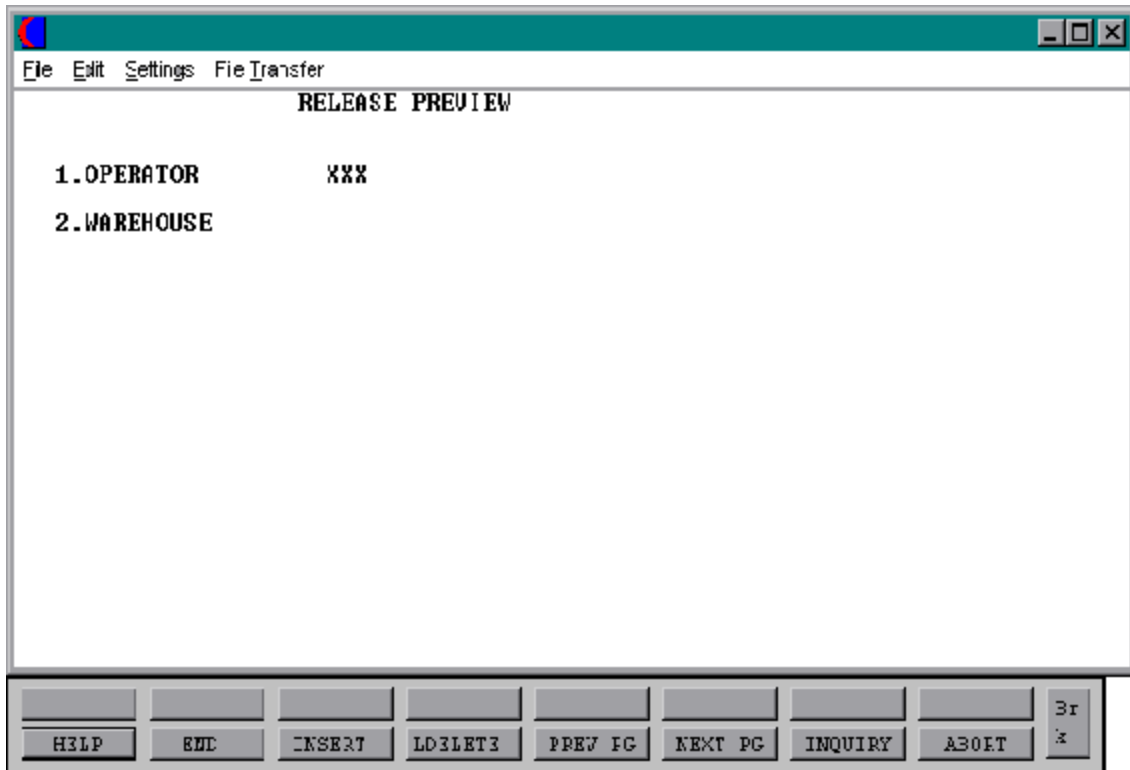 File Edit Settings File Transfer
RELEASE PREVIEW
1.OPERATOR XXX
2.WAREHOUSE
HELP END INSERT LDELETE PREV PG NEXT PG INQUIRY ABORT
Br
k